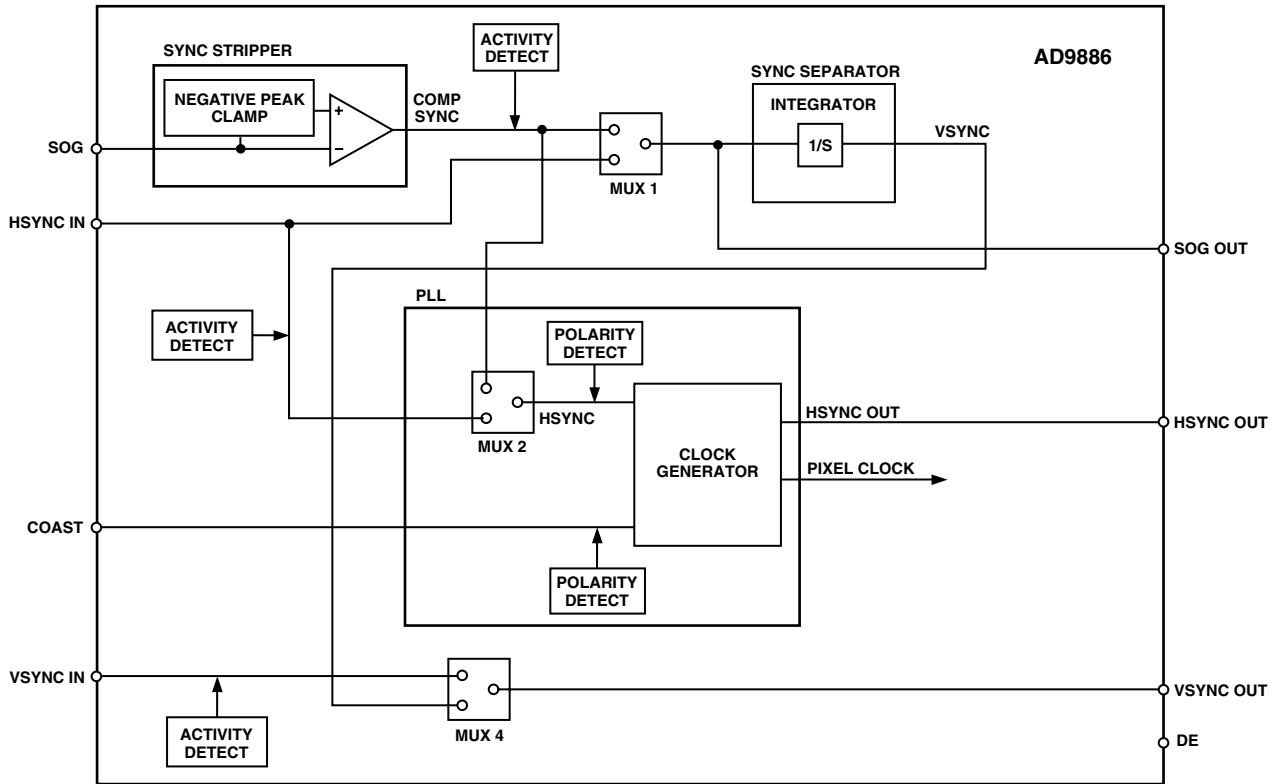 AD9886
SYNC STRIPPER
NEGATIVE PEAK
CLAMP
+
−
COMP
SYNC
ACTIVITY
DETECT
SYNC SEPARATOR
INTEGRATOR
1/S
VSYNC
MUX 1
SOG
HSYNC IN
SOG OUT
ACTIVITY
DETECT
PLL
POLARITY
DETECT
HSYNC
MUX 2
CLOCK
GENERATOR
HSYNC OUT
HSYNC OUT
PIXEL CLOCK
COAST
POLARITY
DETECT
VSYNC IN
ACTIVITY
DETECT
MUX 4
VSYNC OUT
DE